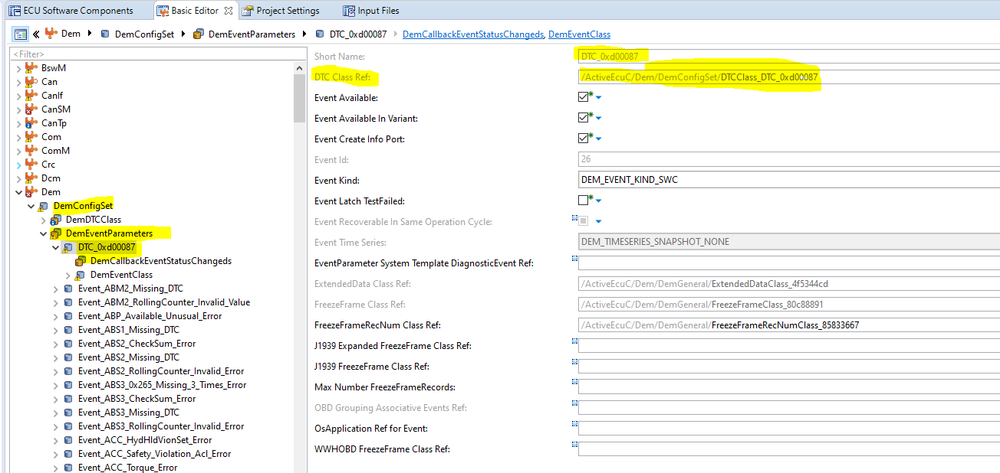 ECU Software Components Basic Editor Project Settings Input Files
Dem DemConfigSet DemEventParameters DTC_0xd00087 DemCallbackEventStatusChangeds, DemEventClass
<Filter>
BswM
Can
CanIf
CanSM
CanTp
Com
ComM
Crc
Dcm
Dem
DemConfigSet
DemDTCClass
DemEventParameters
DTC_0xd00087
DemCallbackEventStatusChangeds
DemEventClass
Event_ABM2_Missing_DTC
Event_ABM2_RollingCounter_Invalid_Value
Event_ABP_Available_Unusual_Error
Event_ABS1_Missing_DTC
Event_ABS2_CheckSum_Error
Event_ABS2_Missing_DTC
Event_ABS2_RollingCounter_Invalid_Error
Event_ABS3_0x265_Missing_3_Times_Error
Event_ABS3_CheckSum_Error
Event_ABS3_Missing_DTC
Event_ABS3_RollingCounter_Invalid_Error
Event_ACC_HydHldVionSet_Error
Event_ACC_Safety_Violation_Acl_Error
Event_ACC_Torque_Error
Short Name: DTC_0xd00087
DTC Class Ref: /ActiveEcuC/Dem/DemConfigSet/DTCClass_DTC_0xd00087
Event Available:
Event Available In Variant:
Event Create Info Port:
Event Id: 26
Event Kind: DEM_EVENT_KIND_SWC
Event Latch TestFailed:
Event Recoverable In Same Operation Cycle:
Event Time Series: DEM_TIMESERIES_SNAPSHOT_NONE
EventParameter System Template DiagnosticEvent Ref:
ExtendedData Class Ref: /ActiveEcuC/Dem/DemGeneral/ExtendedDataClass_4f5344cd
FreezeFrame Class Ref: /ActiveEcuC/Dem/DemGeneral/FreezeFrameClass_80c88891
FreezeFrameRecNum Class Ref: /ActiveEcuC/Dem/DemGeneral/FreezeFrameRecNumClass_85833667
J1939 Expanded FreezeFrame Class Ref:
J1939 FreezeFrame Class Ref:
Max Number FreezeFrameRecords:
OBD Grouping Associative Events Ref:
OsApplication Ref for Event:
WWHOBD FreezeFrame Class Ref: